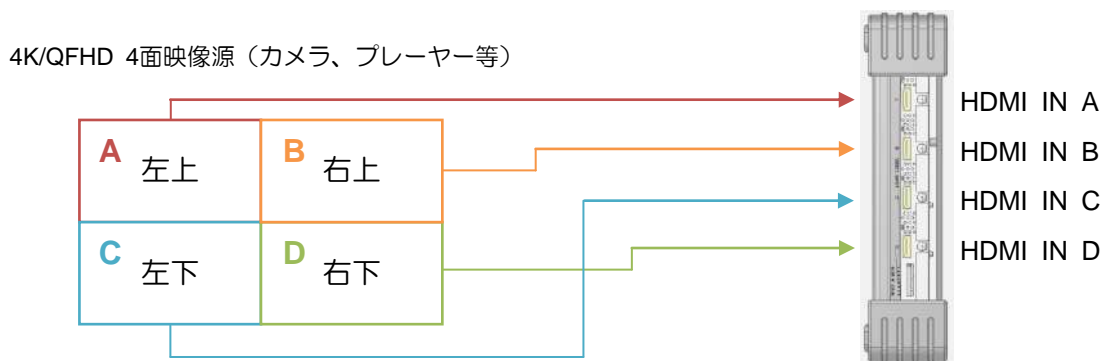 4K/QFHD 4面映像源（カメラ、プレーヤー等）
A 左上
B 右上
C 左下
D 右下
HDMI IN A
HDMI IN B
HDMI IN C
HDMI IN D